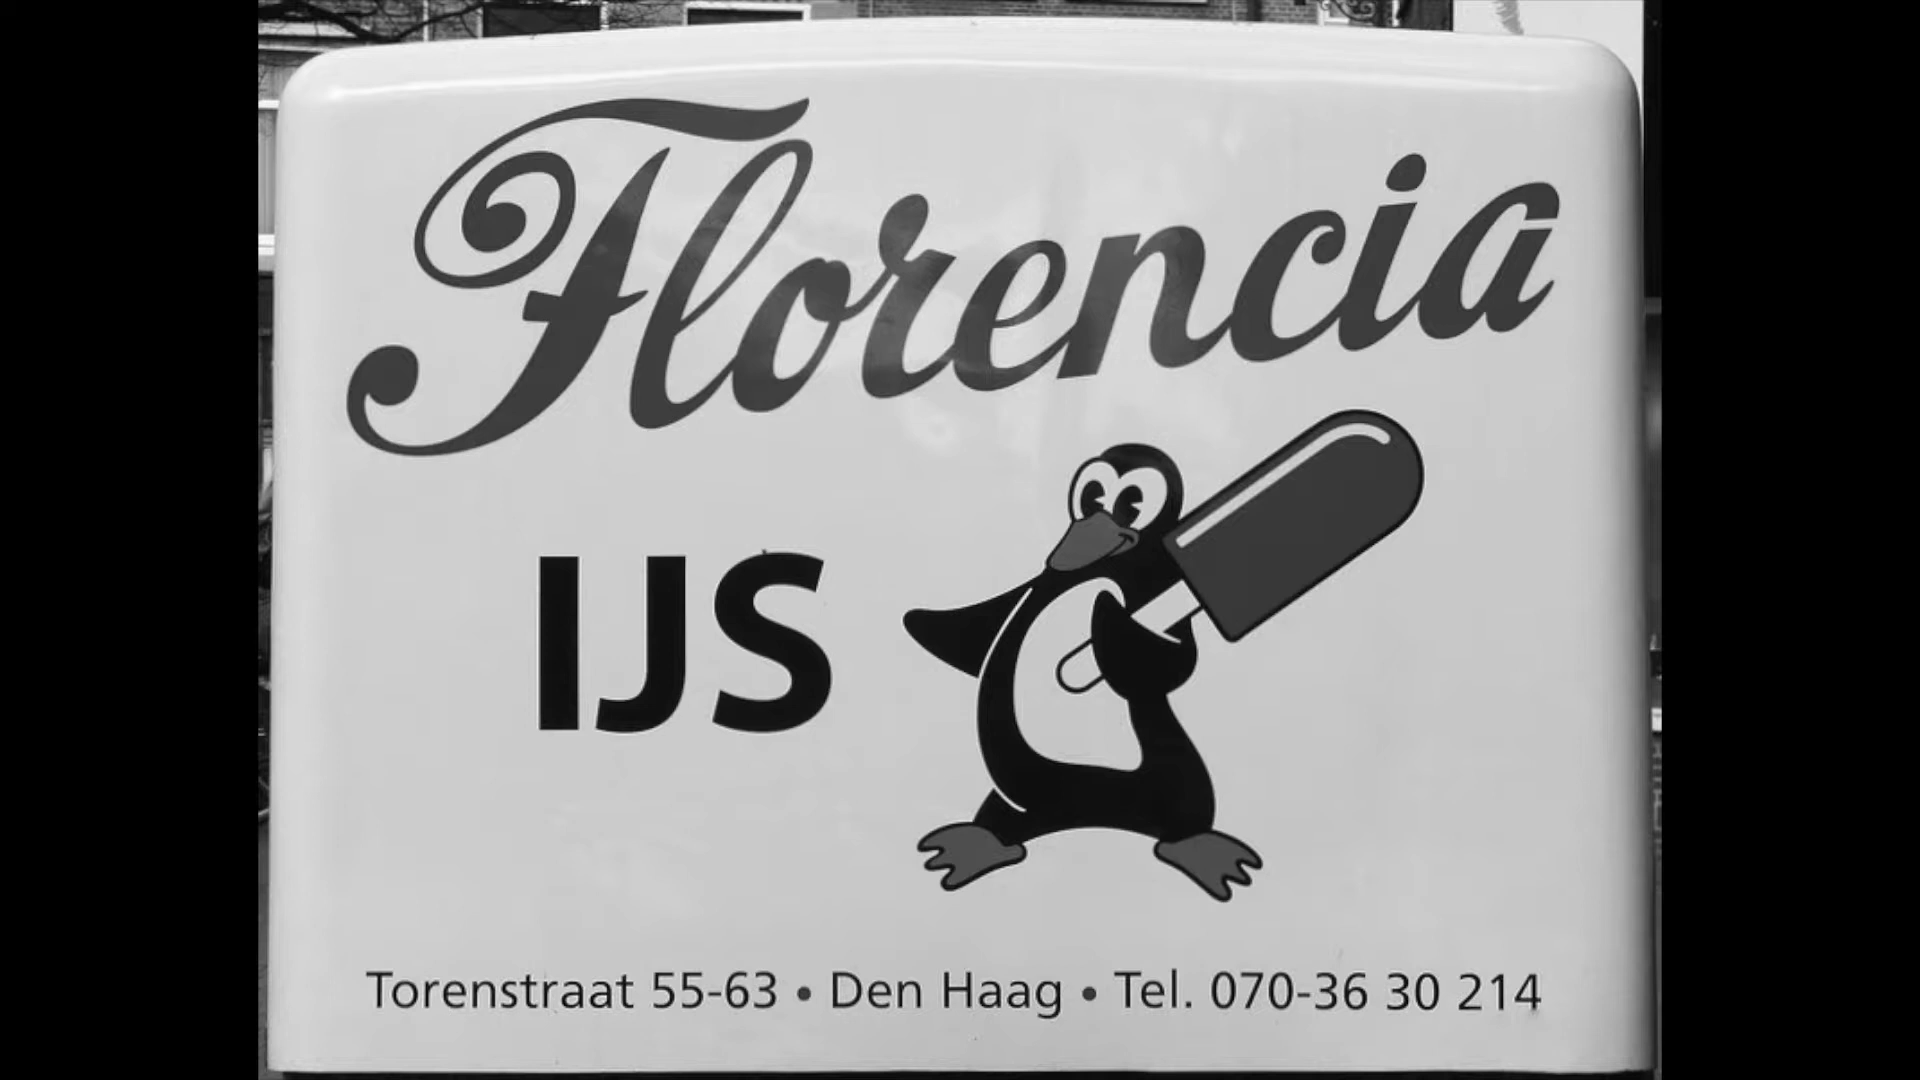 Florencia
IJS
Torenstraat 55-63 • Den Haag • Tel. 070-36 30 214